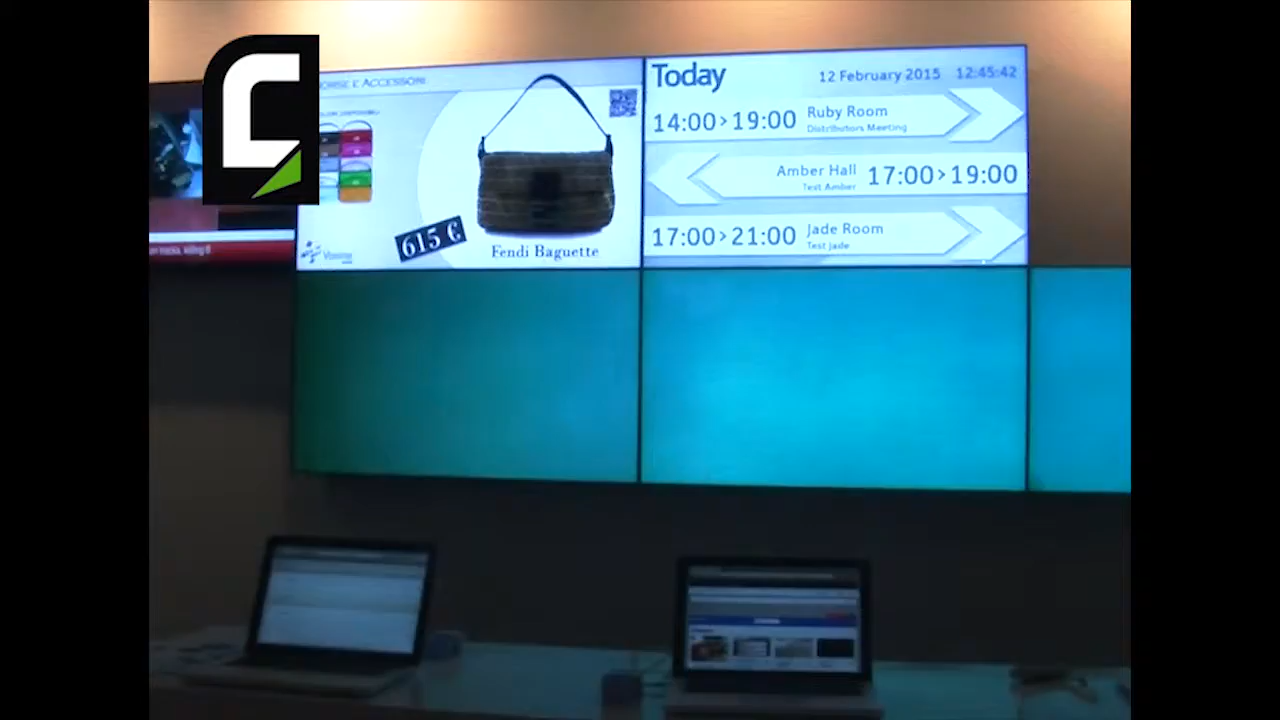 BORSE E ACCESSORI
615 €
Fendi Baguette
Today
12 February 2015 12:45:42
14:00>19:00 Ruby Room
Distributors Meeting
Amber Hall 17:00>19:00
Test Amber
17:00>21:00 Jade Room
Test Jade